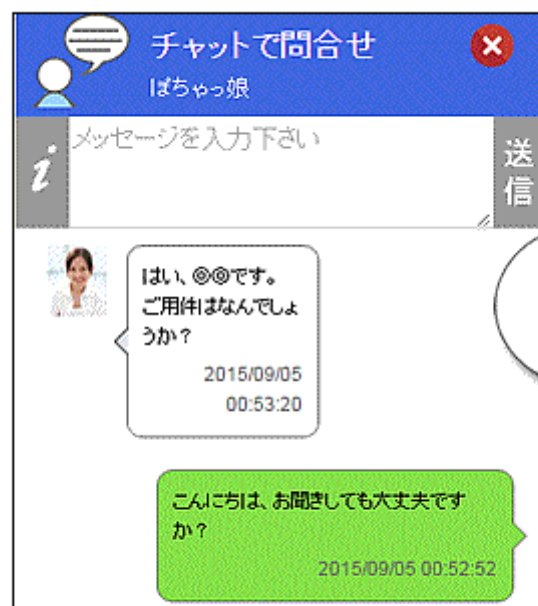 チャットで問合せ
ぽちゃっ娘
メッセージを入力下さい
i
送
信
はい、◎◎です。
ご用件はなんでしょ
うか？
2015/09/05
00:53:20
こんにちは、お聞きしても大丈夫です
か？
2015/09/05 00:52:52